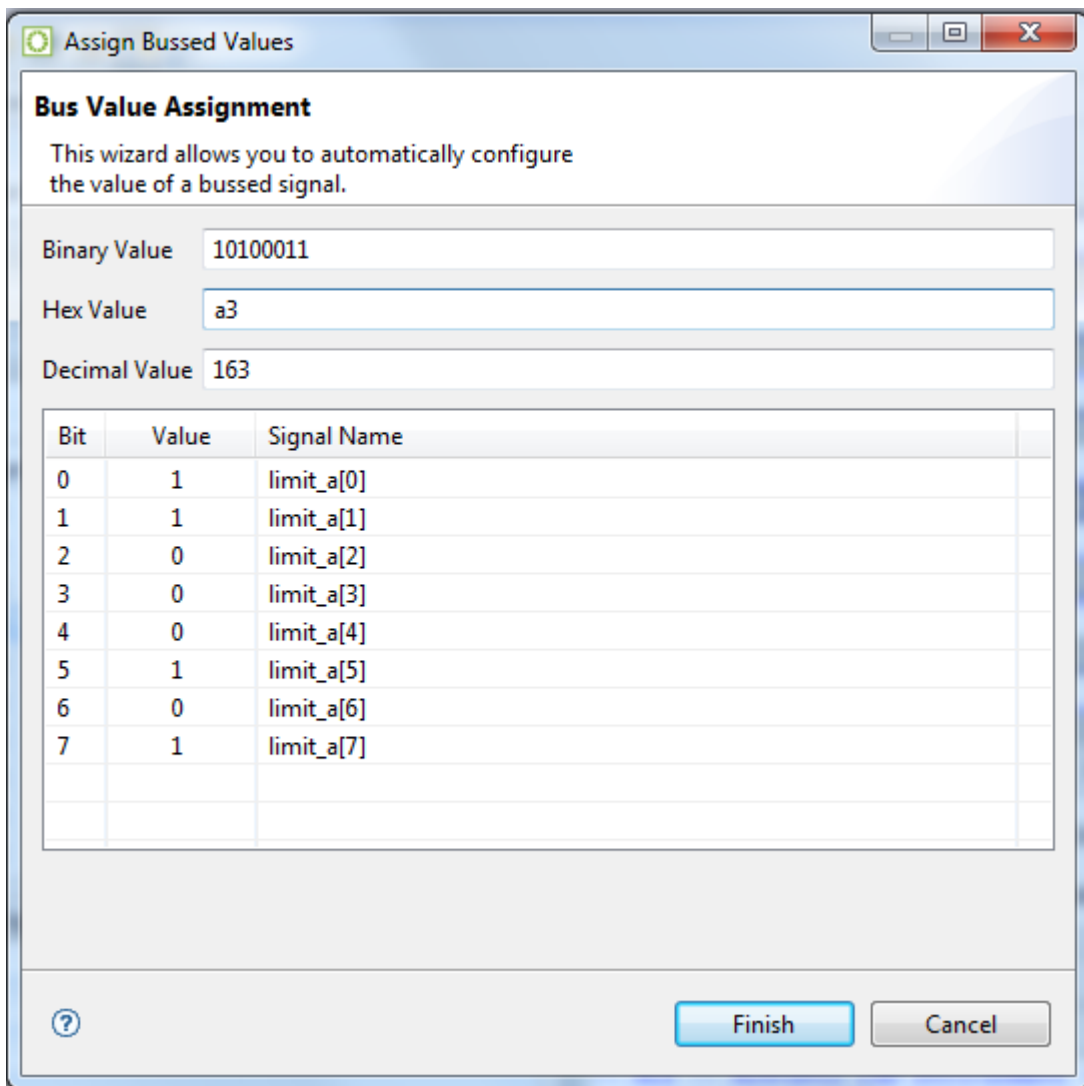 Assign Bussed Values
Bus Value Assignment
This wizard allows you to automatically configure
the value of a bussed signal.
Binary Value 10100011
Hex Value a3
Decimal Value 163
Bit Value Signal Name
0 1 limit_a[0]
1 1 limit_a[1]
2 0 limit_a[2]
3 0 limit_a[3]
4 0 limit_a[4]
5 1 limit_a[5]
6 0 limit_a[6]
7 1 limit_a[7]
? Finish Cancel